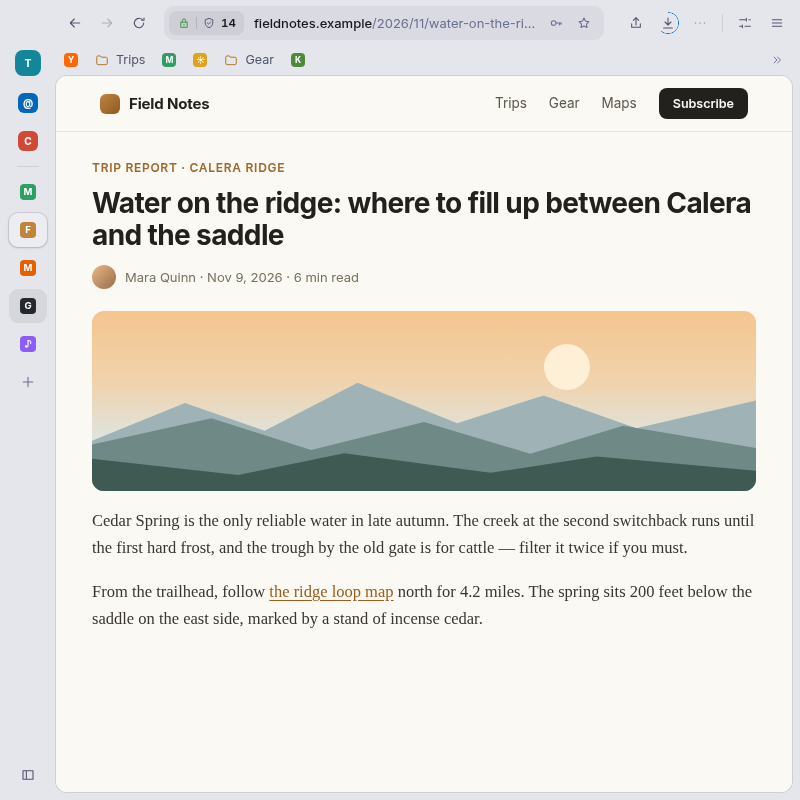 14
fieldnotes.example/2026/11/water-on-the-ri...
Y
Trips
M
Gear
K
T
@
C
M
F
M
G
Field Notes
Trips
Gear
Maps
Subscribe
TRIP REPORT · CALERA RIDGE
Water on the ridge: where to fill up between Calera
and the saddle
Mara Quinn · Nov 9, 2026 · 6 min read
Cedar Spring is the only reliable water in late autumn. The creek at the second switchback runs until
the first hard frost, and the trough by the old gate is for cattle — filter it twice if you must.
From the trailhead, follow the ridge loop map north for 4.2 miles. The spring sits 200 feet below the
saddle on the east side, marked by a stand of incense cedar.